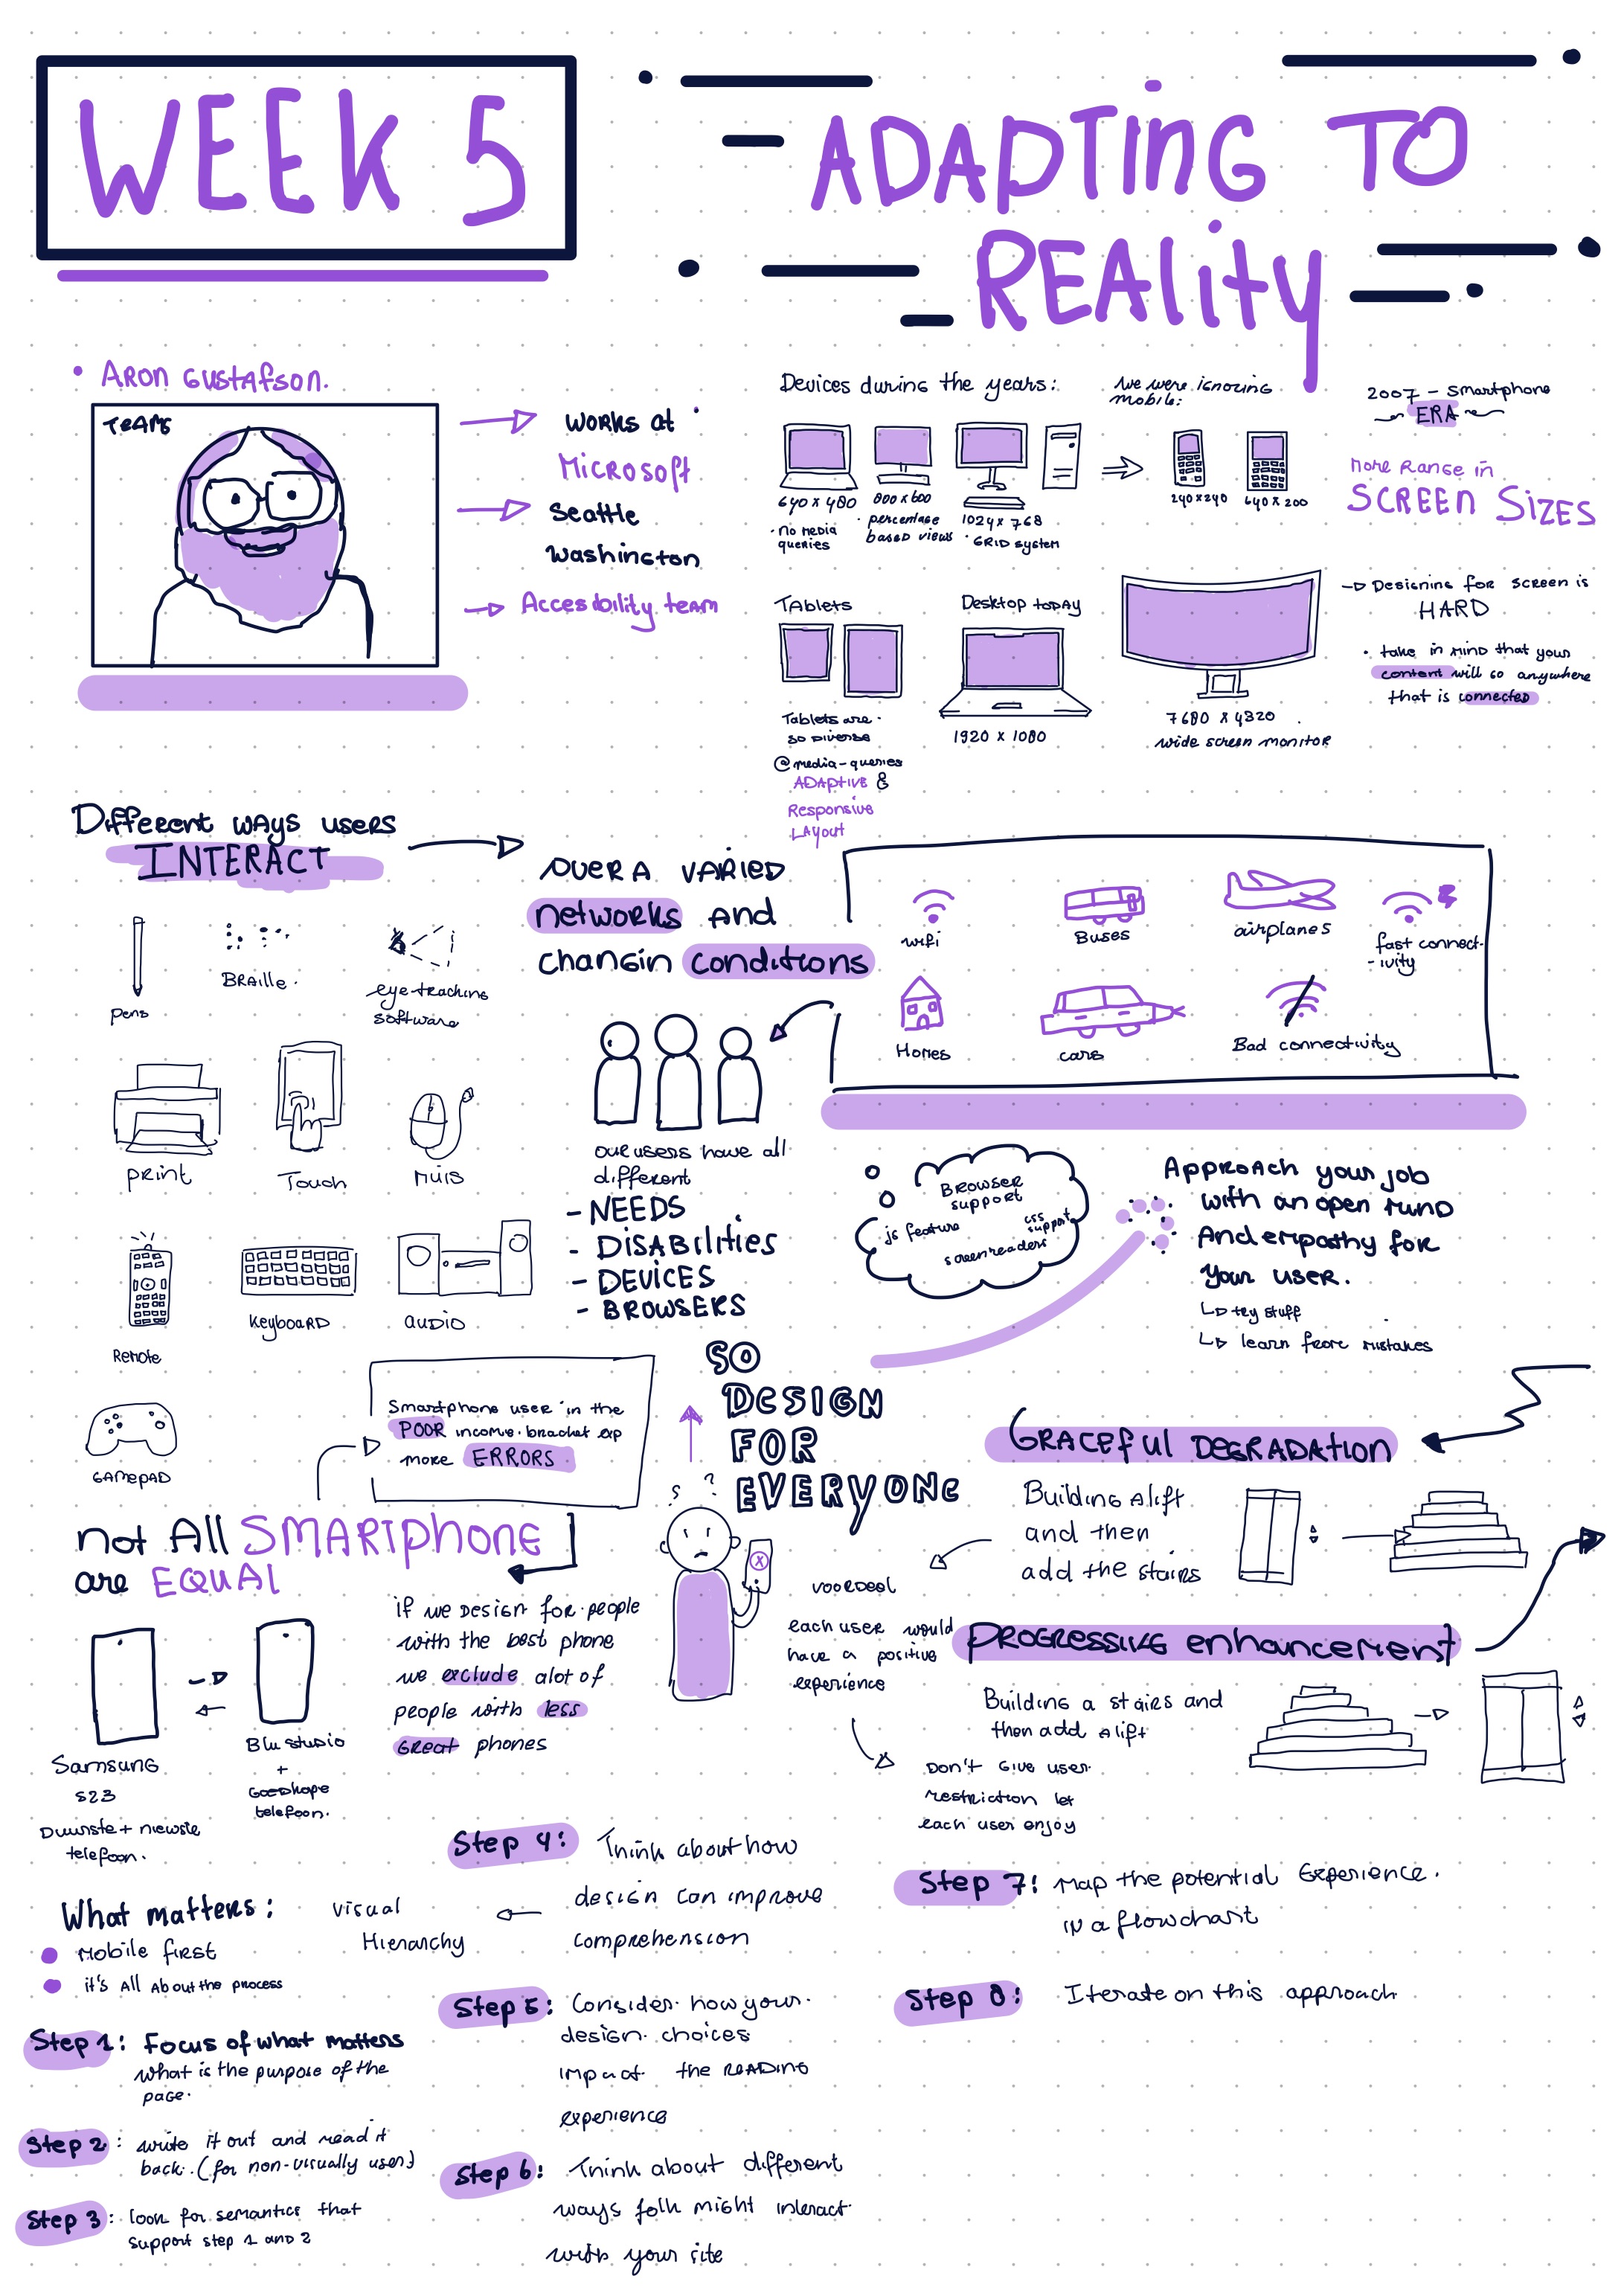 WEEK 5
ADAPTING TO
REALity
• ARON GUSTAFSON.
TEAMS
works at
Microsoft
Seattle
washington
Accesbility team
Devices during the years:
640 x 480
· no media
queries
800 x 600
· percentage
based views
1024 x 768
· GRID system
we were ignoring
mobile:
240x240
640 x 200
2007 - smartphone
ERA
more Range in
SCREEN SIZES
Tablets
Tablets are
so diverse
@media-queries
ADAptive &
Responsive
Layout
Desktop today
1920 x 1080
7680 x 4320
wide screen monitor
Designing for screen is
HARD
• take in mind that your
content will go anywhere
that is connected
Different ways users
INTERACT
pens
BRAille.
eye-tracking
software
print
Touch
muis
Remote
KeyboaRD
AUDIO
GAMEPAD
OVER A VARIED
networks AND
changin conditions
wifi
Buses
airplanes
fast connect-
-ivity
Homes
cars
Bad connectivity
our users have all
different
- NEEDS
- DisAbilities
- DEVICES
- BROWSERS
SO
DESIGN
FOR
EVERYONE
BROWSER
support
js feature
css
support
screenreaders
Approach your job
with an open mind
And empathy for
your user.
try stuff
learn from mistakes
Smartphone user in the
POOR income bracket exp
more ERRORS
not All SMARTphone
are EQUAL
Samsung
S23
Duurste + nieuwste
telefoon.
Blu studio
+
Goedkope
telefoon.
if we design for people
with the best phone
we exclude alot of
people with less
GREAT phones
X
GRACEful DEGRADATION
Building a lift
and then
add the stairs
voordeel
each user would
have a positive
experience
PROGRESSIVE enhancement
Building a stairs and
then add a lift
Don't Give user
restriction let
each user enjoy
What matters:
Mobile first
it's All About the process
Step 1: Focus of what matters
what is the purpose of the
page.
Step 2: write it out and read it
back. (for non-visually user)
Step 3: look for semantics that
support step 1 and 2
Step 4: Think about how
design can improve
comprehension
visual
Hierarchy
Step 5: Consider how your
design choices
impact the READING
experience
Step 6: Think about different
ways folk might interact
with your site
Step 7: Map the potential Experience.
in a flowchart
Step 8: Iterate on this approach